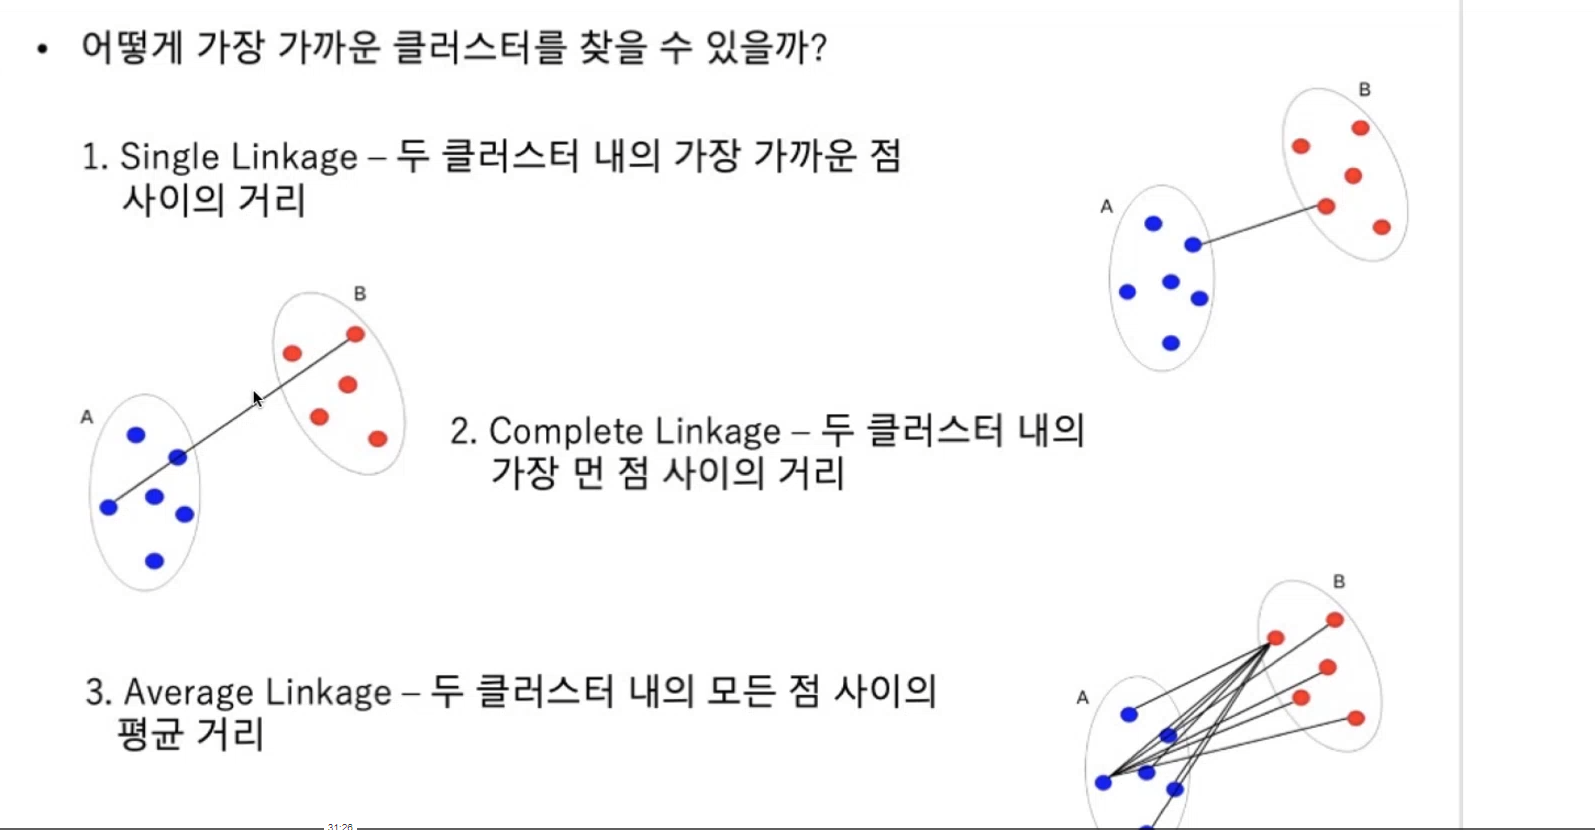 • 어떻게 가장 가까운 클러스터를 찾을 수 있을까?
1. Single Linkage – 두 클러스터 내의 가장 가까운 점
사이의 거리
B
A
B
A
2. Complete Linkage – 두 클러스터 내의
가장 먼 점 사이의 거리
B
A
3. Average Linkage – 두 클러스터 내의 모든 점 사이의
평균 거리
31:26